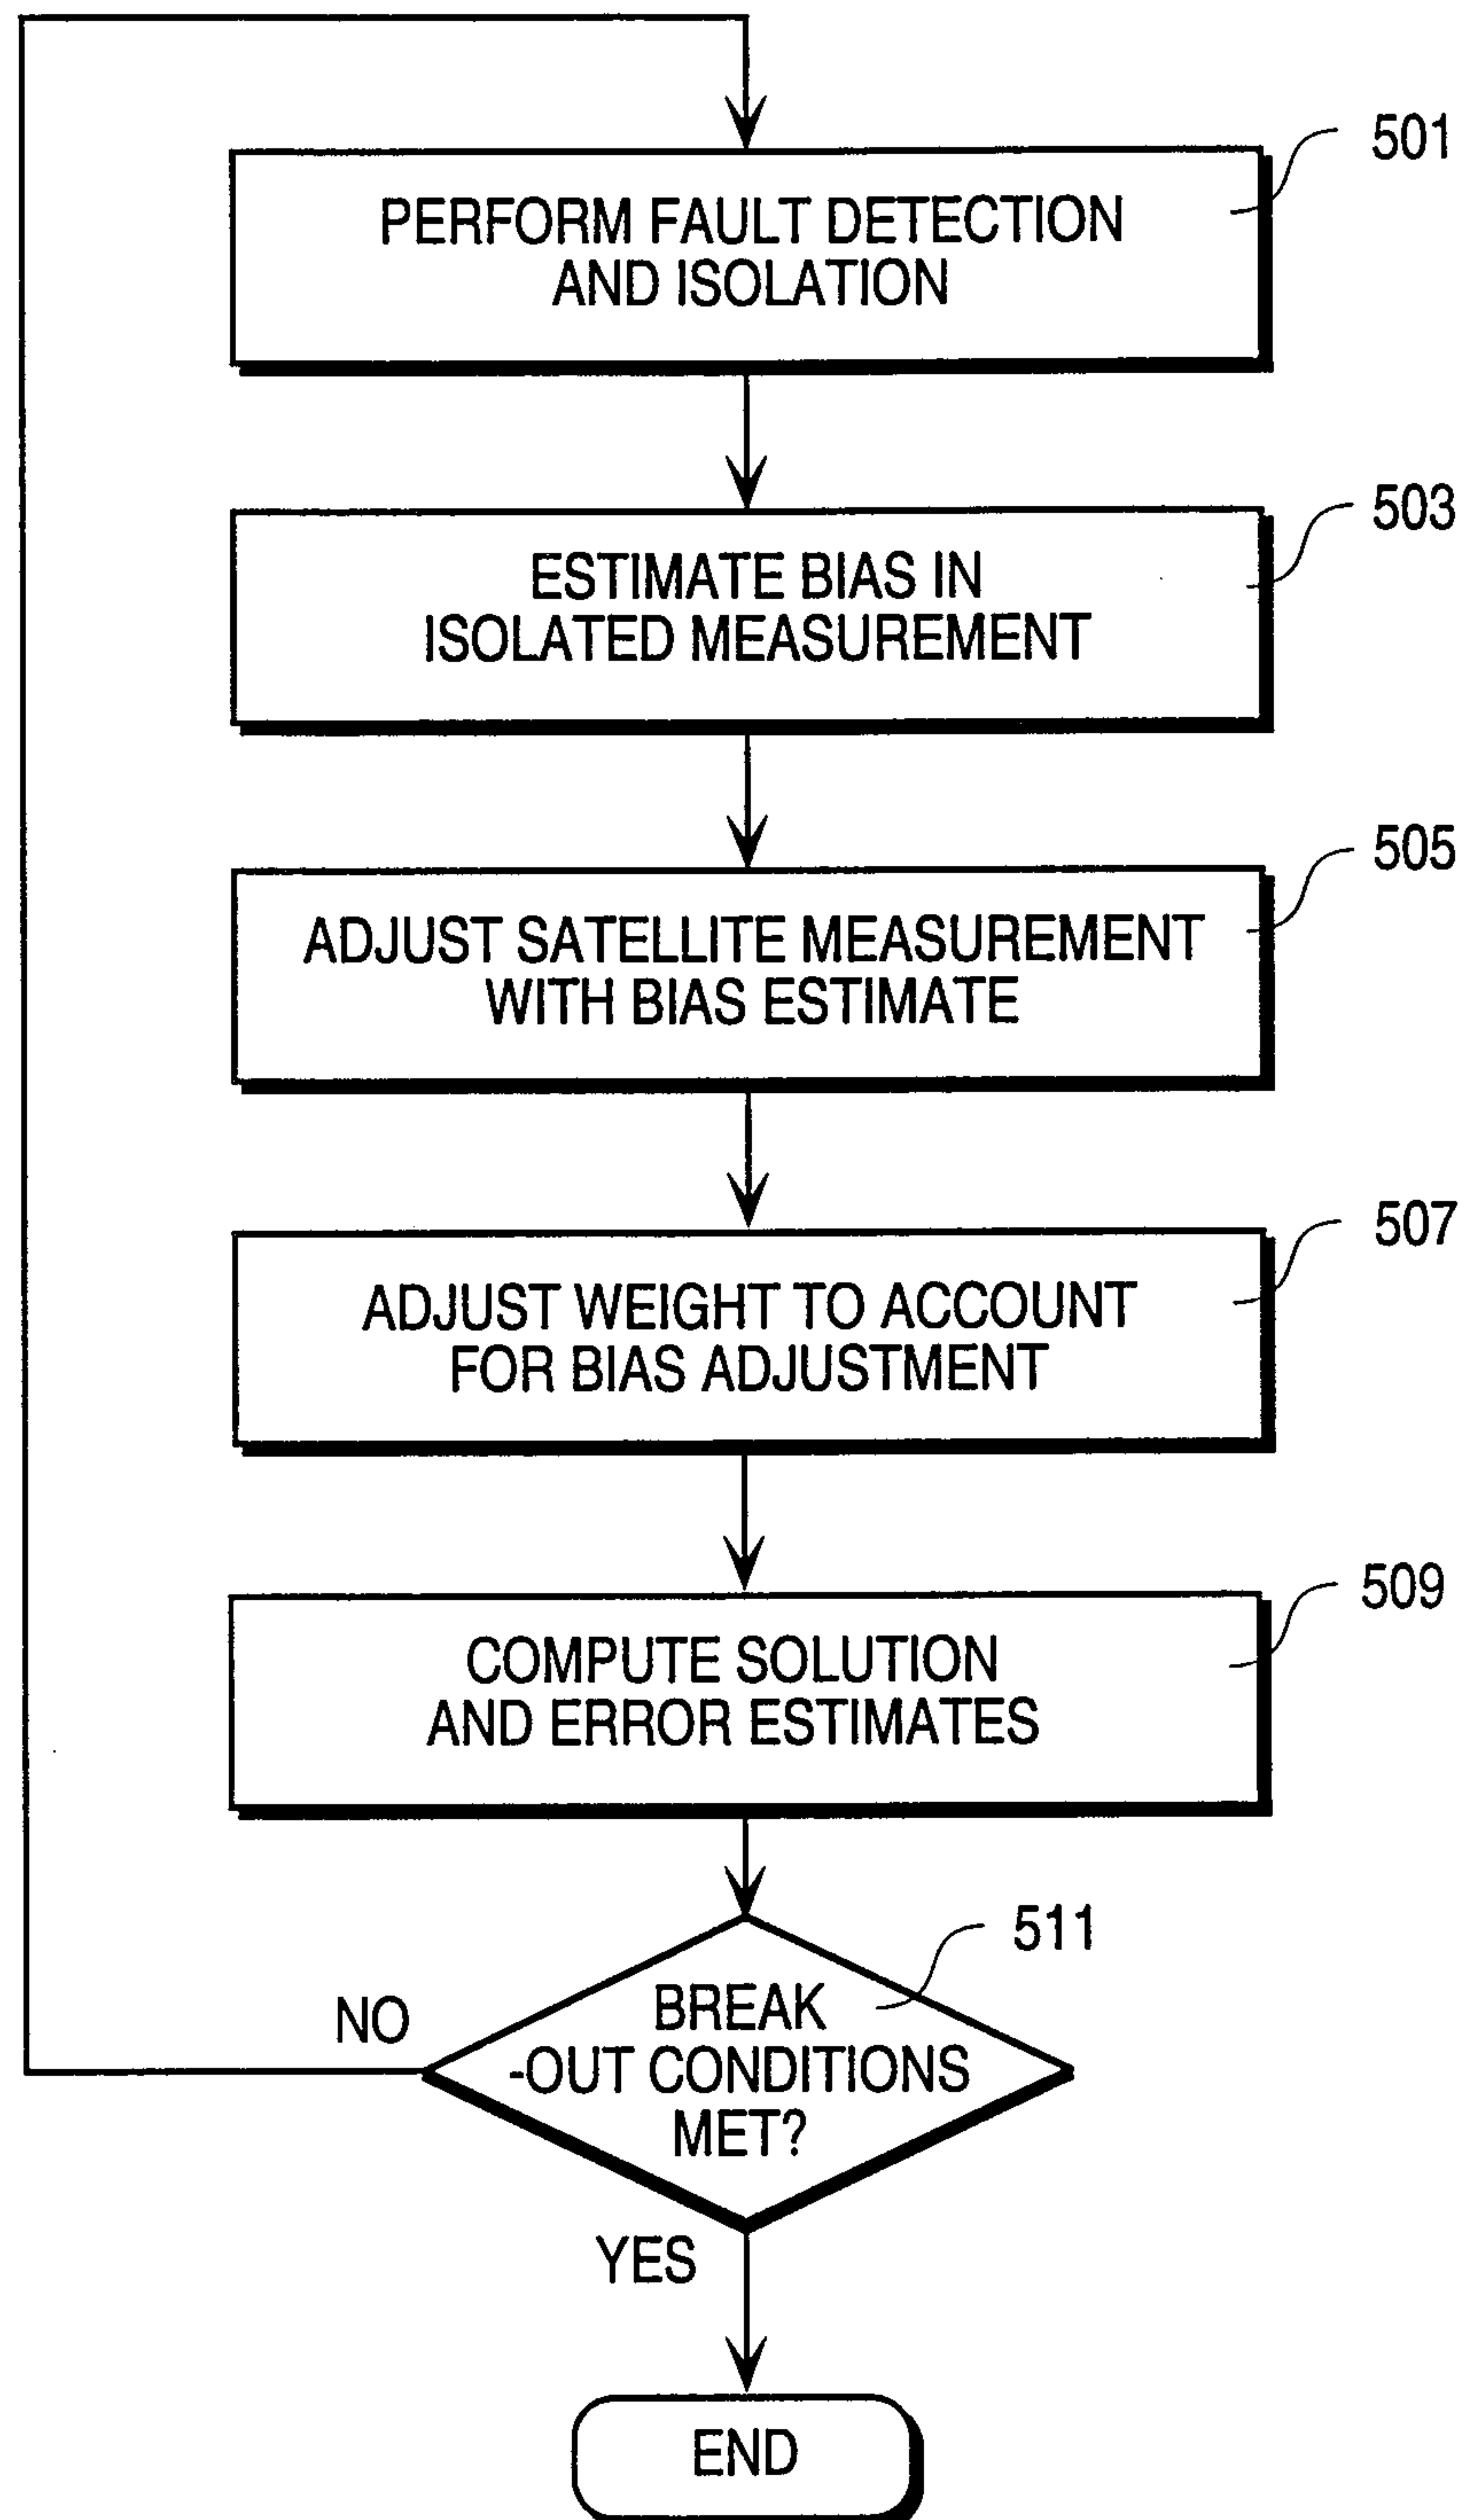 501
PERFORM FAULT DETECTION
AND ISOLATION
503
ESTIMATE BIAS IN
ISOLATED MEASUREMENT
505
ADJUST SATELLITE MEASUREMENT
WITH BIAS ESTIMATE
507
ADJUST WEIGHT TO ACCOUNT
FOR BIAS ADJUSTMENT
509
COMPUTE SOLUTION
AND ERROR ESTIMATES
511
NO
BREAK
-OUT CONDITIONS
MET?
YES
END